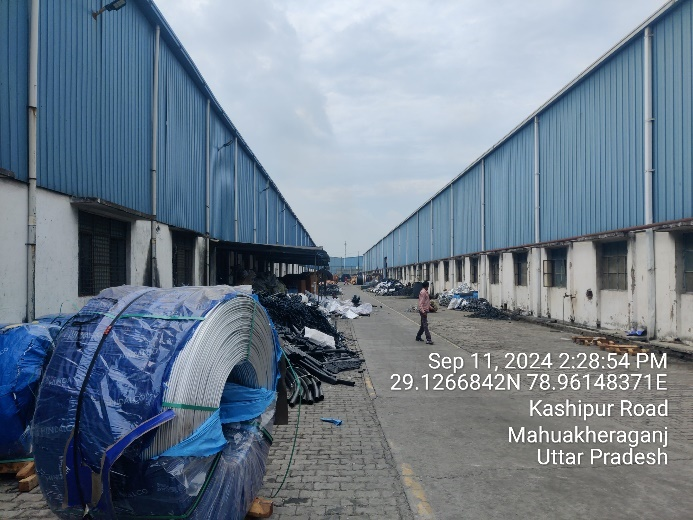 Sep 11, 2024 2:28:54 PM
29.1266842N 78.96148371E
Kashipur Road
Mahuakheraganj
Uttar Pradesh